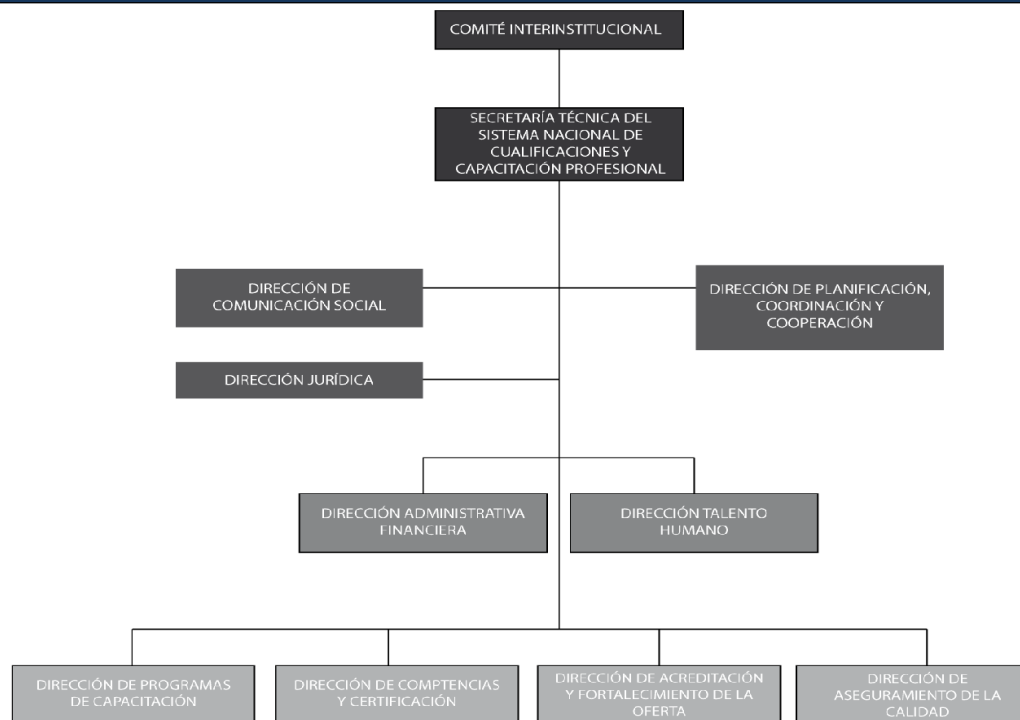 COMITÉ INTERINSTITUCIONAL
SECRETARÍA TÉCNICA DEL
SISTEMA NACIONAL DE
CUALIFICACIONES Y
CAPACITACIÓN PROFESIONAL
DIRECCIÓN DE
COMUNICACIÓN SOCIAL
DIRECCIÓN DE PLANIFICACIÓN,
COORDINACIÓN Y
COOPERACIÓN
DIRECCIÓN JURÍDICA
DIRECCIÓN ADMINISTRATIVA
FINANCIERA
DIRECCIÓN TALENTO
HUMANO
DIRECCIÓN DE PROGRAMAS
DE CAPACITACIÓN
DIRECCIÓN DE COMPTENCIAS
Y CERTIFICACIÓN
DIRECCIÓN DE ACREDITACIÓN
Y FORTALECIMIENTO DE LA
OFERTA
DIRECCIÓN DE
ASEGURAMIENTO DE LA
CALIDAD